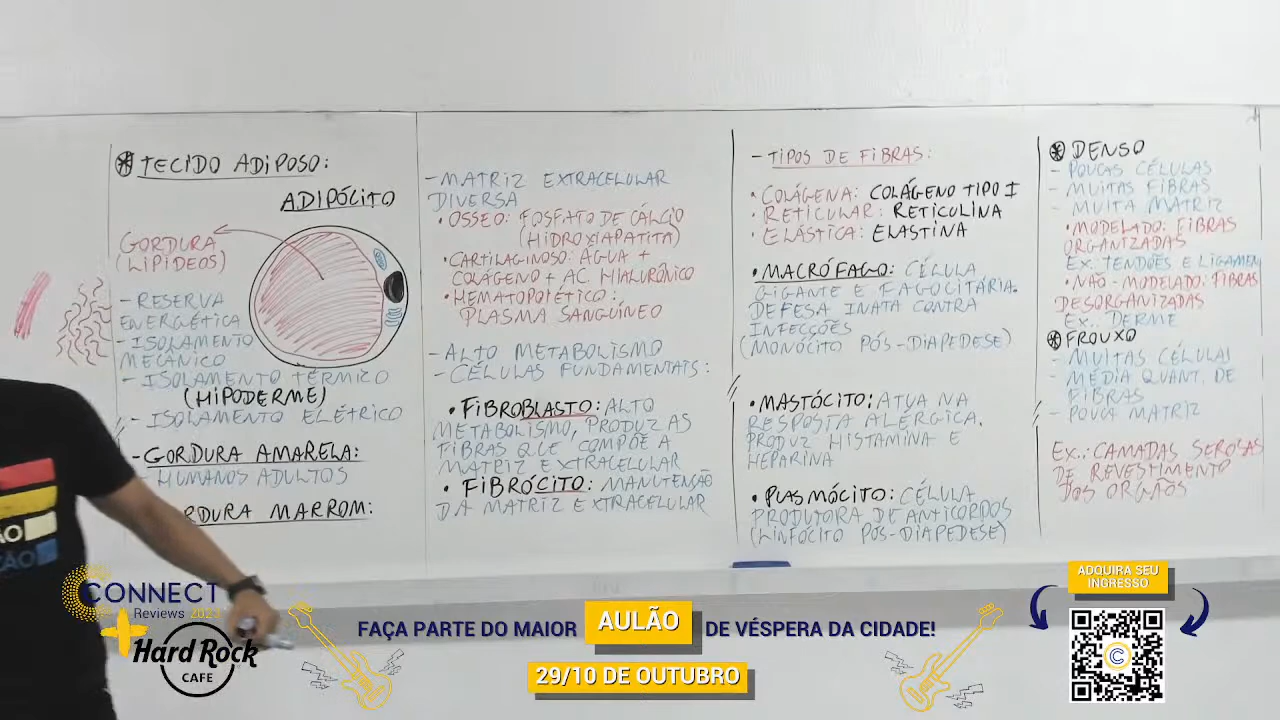 * TECIDO ADIPOSO:
ADIPÓCITO
GORDURA
(LIPÍDEOS)
- RESERVA
ENERGÉTICA
- ISOLAMENTO
MECÂNICO
- ISOLAMENTO TÉRMICO
(HIPODERME)
- ISOLAMENTO ELÉTRICO
- GORDURA AMARELA:
- HUMANOS ADULTOS
RDURA MARROM:
- MATRIZ EXTRACELULAR
DIVERSA
• OSSEO: FOSFATO DE CÁLCIO
(HIDROXIAPATITA)
• CARTILAGINOSO: ÁGUA +
COLÁGENO + AC. HIALURÔNICO
• HEMATOPOIÉTICO:
PLASMA SANGUÍNEO
- ALTO METABOLISMO
- CÉLULAS FUNDAMENTAIS:
• FIBROBLASTO: ALTO
METABOLISMO, PRODUZ AS
FIBRAS QUE COMPÕE A
MATRIZ EXTRACELULAR
• FIBRÓCITO: MANUTENÇÃO
DA MATRIZ EXTRACELULAR
- TIPOS DE FIBRAS:
• COLÁGENA: COLÁGENO TIPO I
• RETICULAR: RETICULINA
• ELÁSTICA: ELASTINA
• MACRÓFAGO: CÉLULA
GIGANTE E FAGOCITÁRIA.
DEFESA INATA CONTRA
INFECÇÕES
(MONÓCITO PÓS-DIAPEDESE)
• MASTÓCITO: ATUA NA
RESPOSTA ALÉRGICA.
PRODUZ HISTAMINA E
HEPARINA
• PLASMÓCITO: CÉLULA
PRODUTORA DE ANTICORPOS
(LINFÓCITO PÓS-DIAPEDESE)
* DENSO
- POUCAS CÉLULAS
- MUITAS FIBRAS
- MUITA MATRIZ
• MODELADO: FIBRAS
ORGANIZADAS
EX. TENDÕES E LIGAMEN
• NÃO-MODELADO: FIBRAS
DESORGANIZADAS
EX.: DERME
* FROUXO
- MUITAS CÉLULAS
- MÉDIA QUANT. DE
FIBRAS
- POUCA MATRIZ
EX.: CAMADAS SEROSAS
DE REVESTIMENTO
DOS ORGÃOS
ÃO
ÇÃO
CONNECT
Reviews 2023
+
Hard Rock
CAFE
FAÇA PARTE DO MAIOR AULÃO DE VÉSPERA DA CIDADE!
29/10 DE OUTUBRO
ADQUIRA SEU
INGRESSO
C